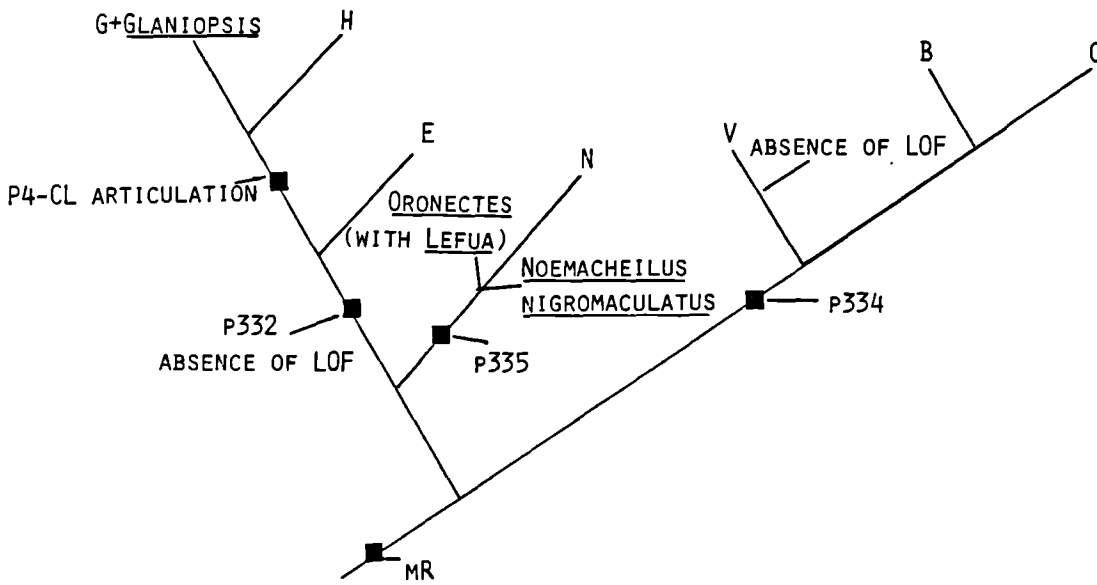 G+GLANIOPSIS
H
B
C
E
V
ABSENCE OF LOF
N
P4-CL ARTICULATION
ORONECTES
(WITH LEFUA)
NOEMACHEILUS
NIGROMACULATUS
P334
P332
ABSENCE OF LOF
P335
MR